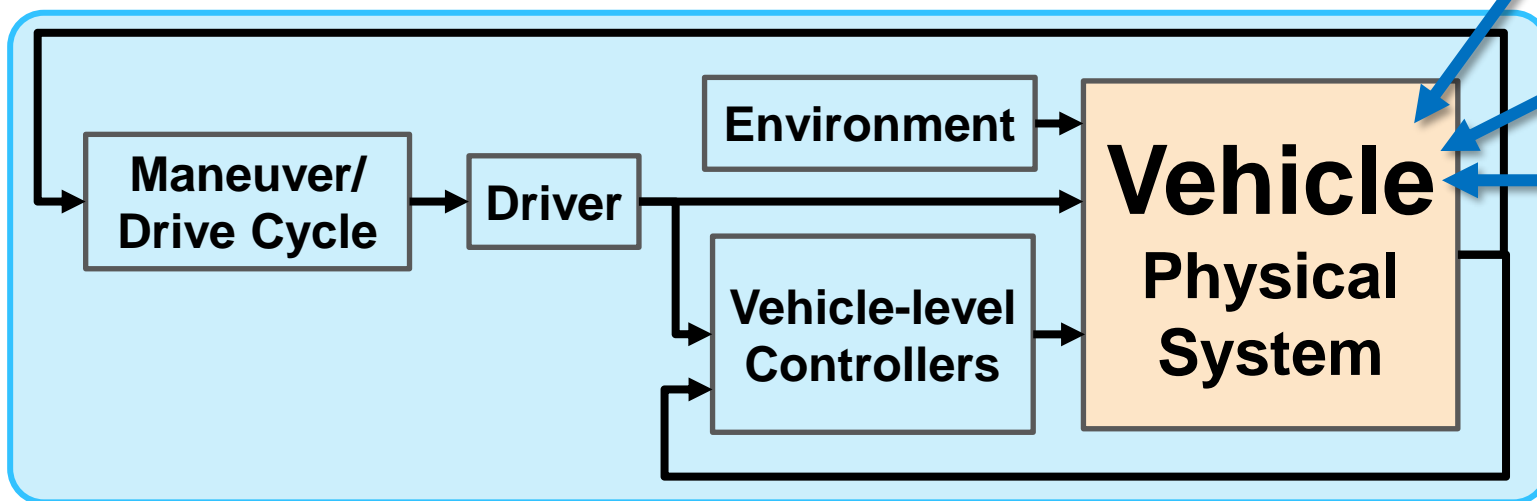 Maneuver/
Drive Cycle
Driver
Environment
Vehicle-level
Controllers
Vehicle
Physical
System